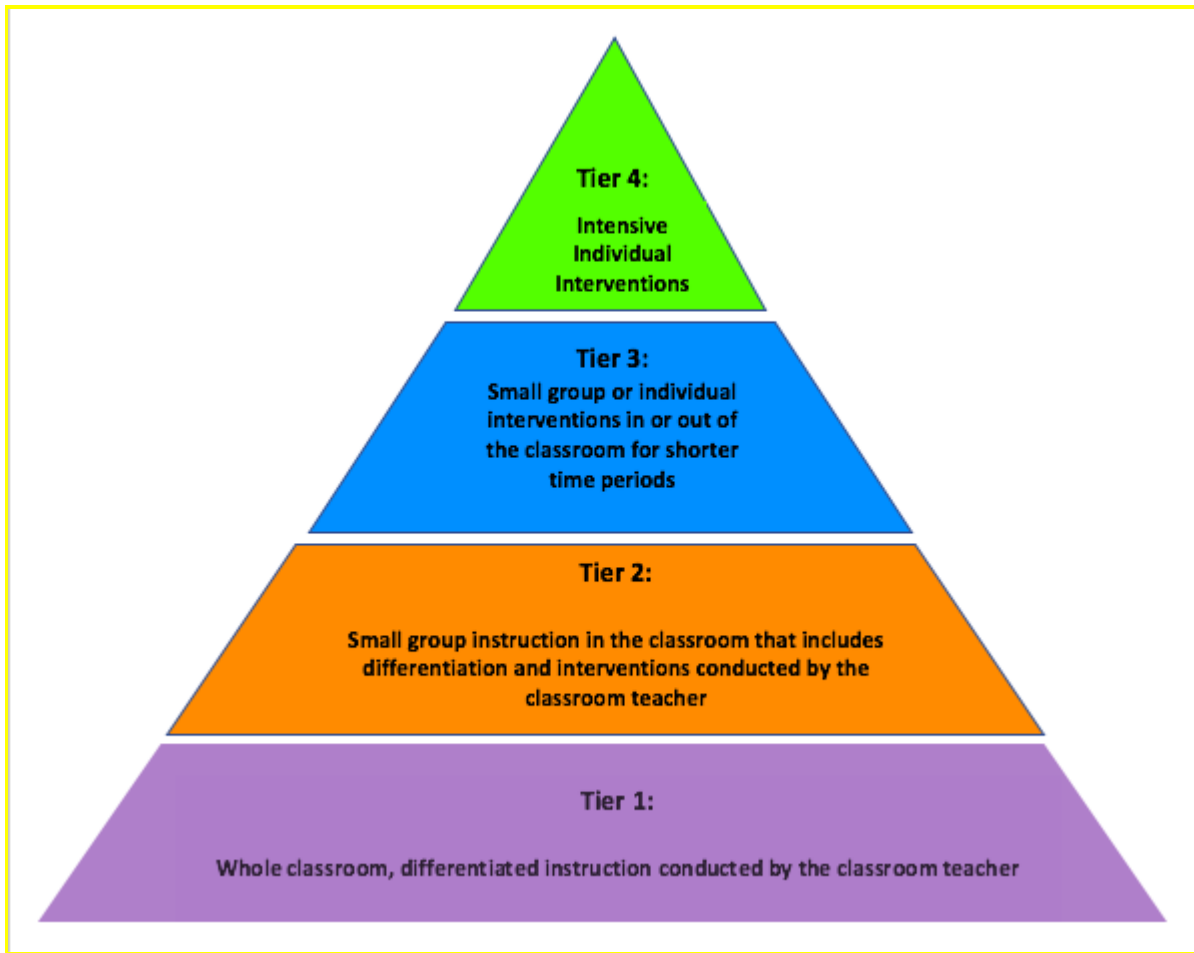 Tier 4:
Intensive
Individual
Interventions
Tier 3:
Small group or individual
interventions in or out of
the classroom for shorter
time periods
Tier 2:
Small group instruction in the classroom that includes
differentiation and interventions conducted by the
classroom teacher
Tier 1:
Whole classroom, differentiated instruction conducted by the classroom teacher